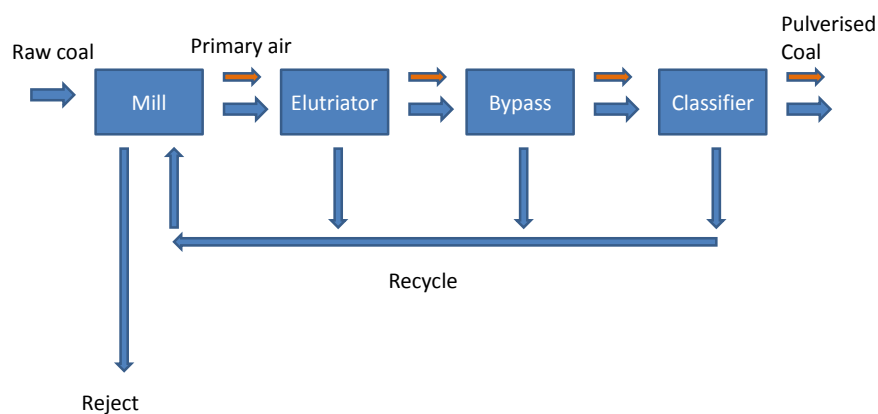 Raw coal
Primary air
Pulverised
Coal
Mill
Elutriator
Bypass
Classifier
Recycle
Reject